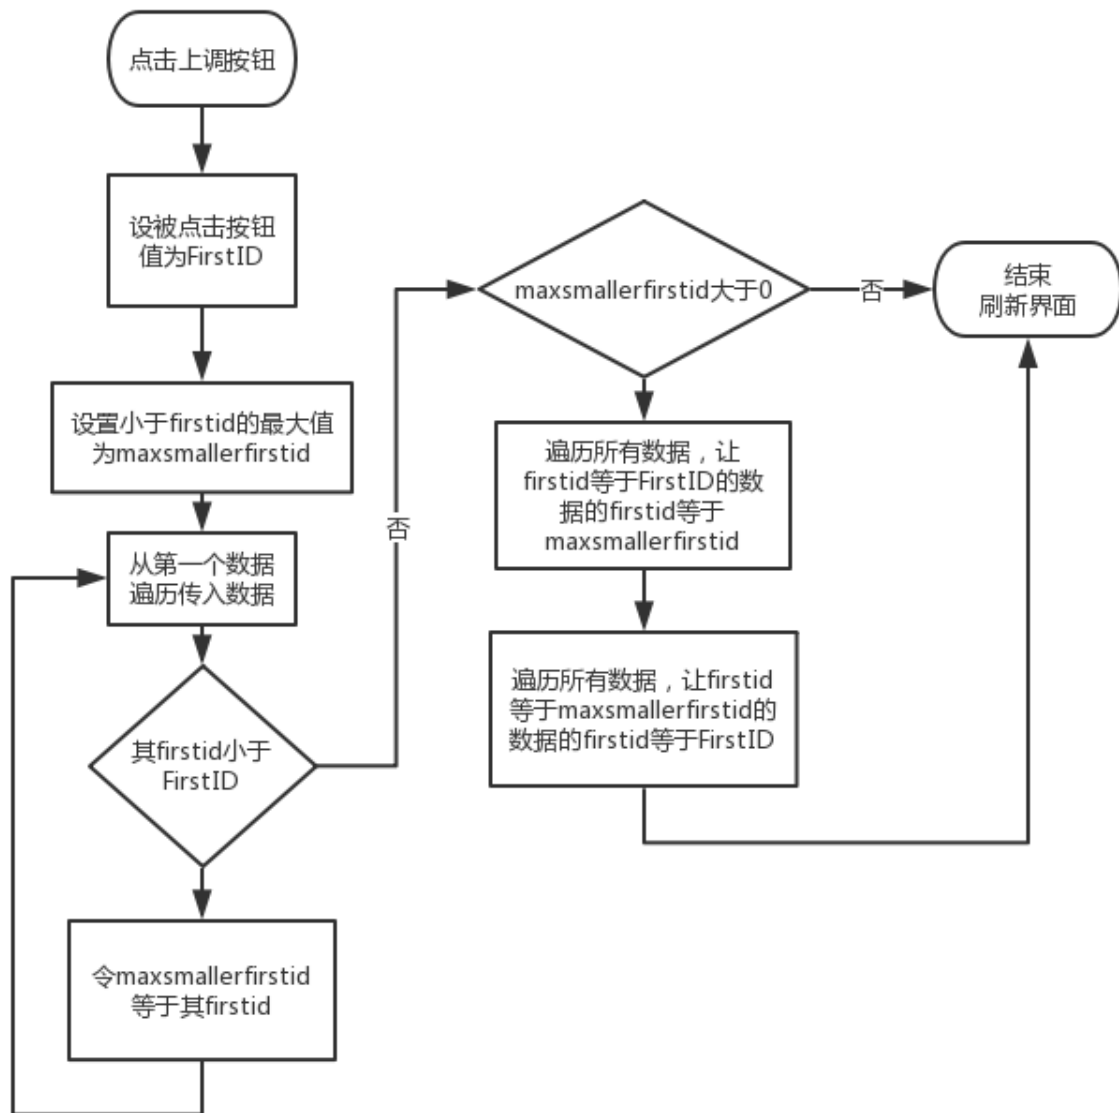 点击上调按钮
设被点击按钮
值为FirstID
设置小于firstid的最大值
为maxsmallerfirstid
从第一个数据
遍历传入数据
其firstid小于
FirstID
令maxsmallerfirstid
等于其firstid
否
maxsmallerfirstid大于0
否
遍历所有数据，让
firstid等于FirstID的数
据的firstid等于
maxsmallerfirstid
遍历所有数据，让firstid
等于maxsmallerfirstid的
数据的firstid等于FirstID
结束
刷新界面